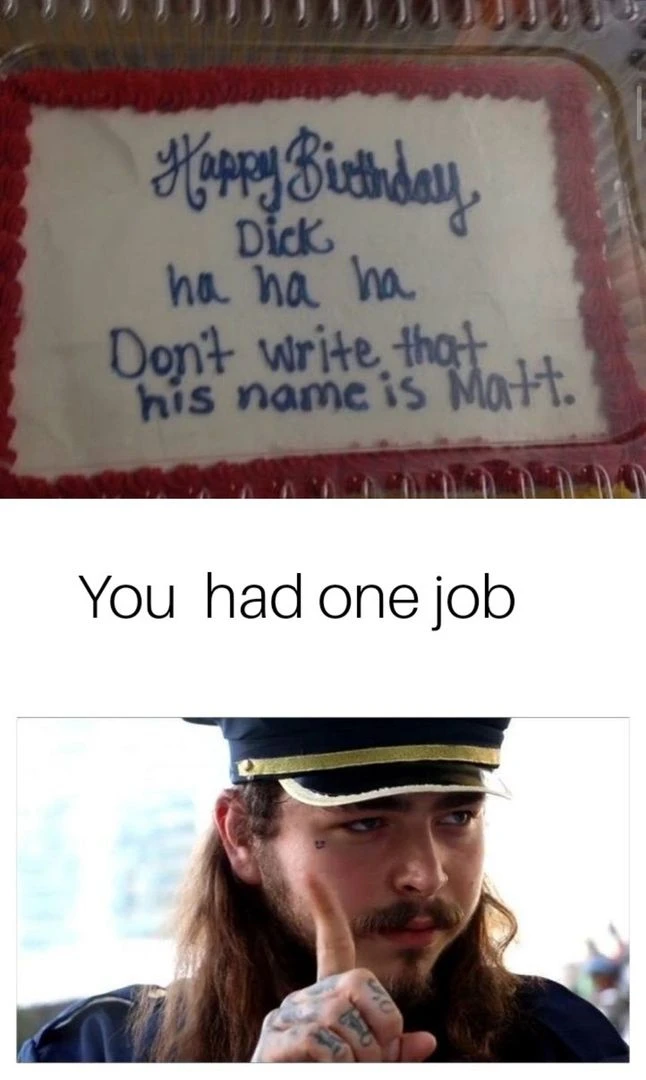 Happy Birthday
Dick
ha ha ha
Don't write that
his name is Matt.
You had one job